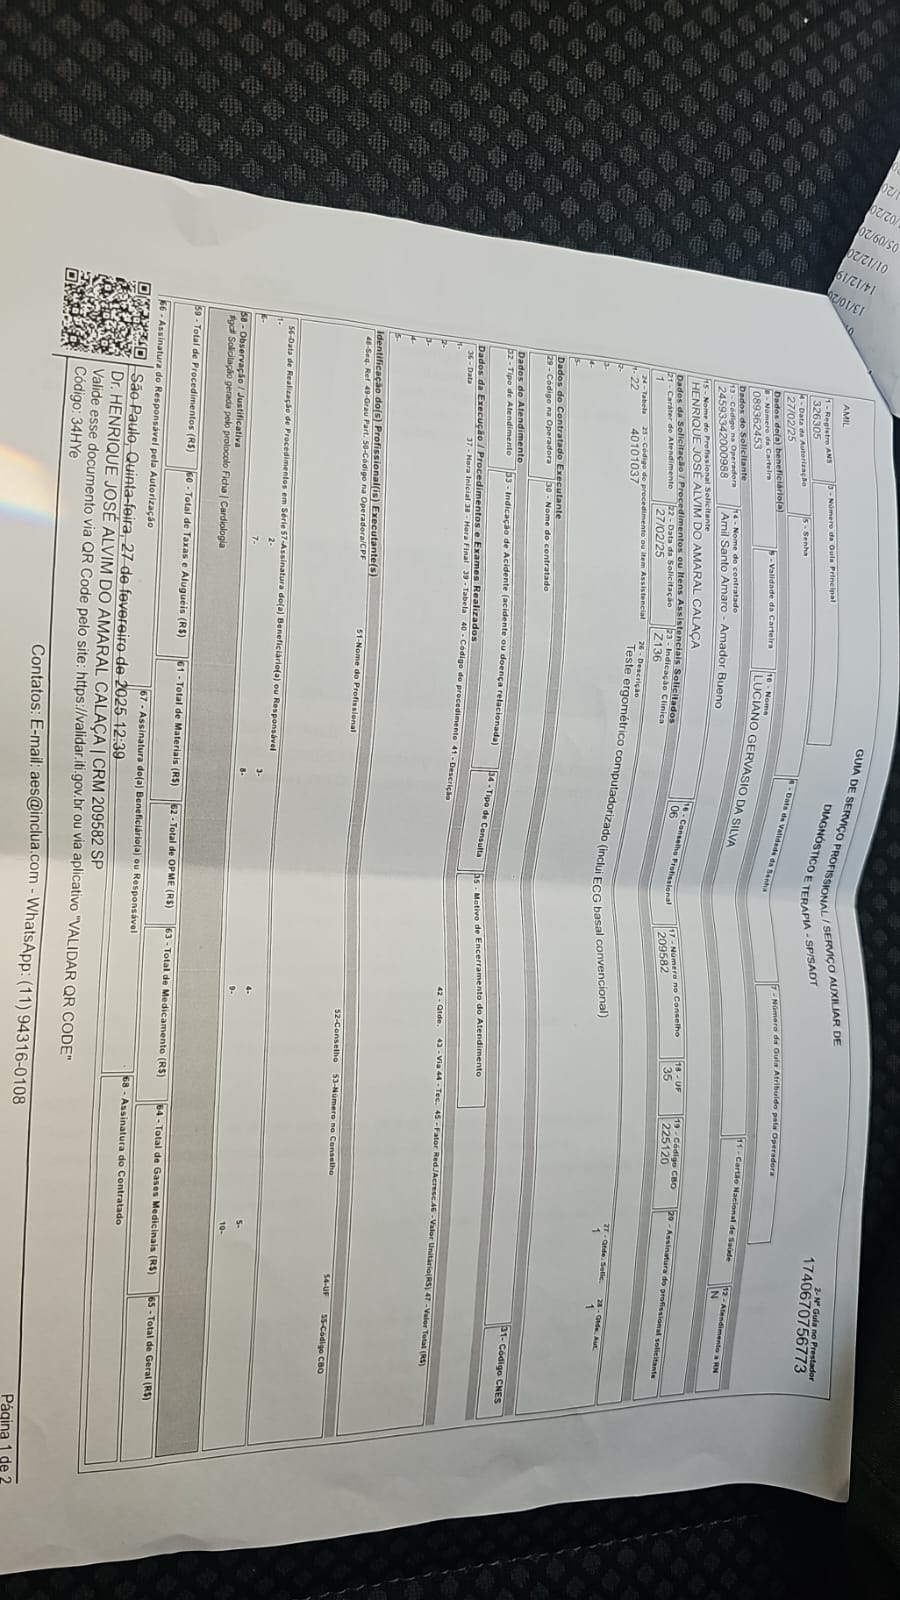 AMIL
GUIA DE SERVIÇO PROFISSIONAL / SERVIÇO AUXILIAR DE
DIAGNÓSTICO E TERAPIA - SP/SADT
2- Nº Guia no Prestador
1740670756773
1 - Registro ANS
326305
3 - Número da Guia Principal
4 - Data da Autorização
27/02/25
5 - Senha
6 - Data da Validade da Senha
7 - Número da Guia Atribuído pela Operadora
Dados do(a) beneficiário(a)
8 - Número da Carteira
089362453
9 - Validade da Carteira
10 - Nome
LUCIANO GERVASIO DA SILVA
11 - Cartão Nacional de Saúde
12 - Atendimento a RN
N
Dados do Solicitante
13 - Código na Operadora
24593342000988
14 - Nome do contratado
Amil Santo Amaro - Amador Bueno
15 - Nome do Profissional Solicitante
HENRIQUE JOSÉ ALVIM DO AMARAL CALAÇA
16 - Conselho Profissional
06
17 - Número no Conselho
209582
18 - UF
35
19 - Código CBO
225120
20 - Assinatura do profissional solicitante
Dados da Solicitação / Procedimentos ou Itens Assistenciais Solicitados
21 - Caráter do Atendimento
1
22 - Data da Solicitação
27/02/25
23 - Indicação Clínica
Z136
24 - Tabela 25 - Código do procedimento ou item Assistencial 26 - Descrição 27 - Qtde. Solic. 28 - Qtde. Aut.
1- 22 40101037 Teste ergométrico computadorizado (inclui ECG basal convencional) 1 1
2-
3-
4-
5-
Dados do Contratado Executante
29 - Código na Operadora
30 - Nome do contratado
31- Código CNES
Dados do Atendimento
32 - Tipo de Atendimento
33 - Indicação de Acidente (acidente ou doença relacionada)
34 - Tipo de Consulta
35 - Motivo de Encerramento do Atendimento
Dados da Execução / Procedimentos e Exames Realizados
36 - Data 37 - Hora Inicial 38 - Hora Final 39 - Tabela 40 - Código do procedimento 41 - Descrição 42 - Qtde. 43 - Via 44 - Tec. 45 - Fator Red./Acresc.46 - Valor Unitário(R$) 47 - Valor Total (R$)
1-
2-
3-
4-
5-
Identificação do(s) Profissional(is) Executante(s)
48-Seq. Ref 49-Grau Part. 50-Código na Operadora/CPF 51-Nome do Profissional 52-Conselho 53-Número no Conselho 54-UF 55-Código CBO
56-Data de Realização de Procedimentos em Série 57-Assinatura do(a) Beneficiário(a) ou Responsável
1- 2- 3- 4- 5-
6- 7- 8- 9- 10-
58 - Observação / Justificativa
#gc# Solicitação gerada pelo protocolo Ficha | Cardiologia
59 - Total de Procedimentos (R$)
60 - Total de Taxas e Aluguéis (R$)
61 - Total de Materiais (R$)
62 - Total de OPME (R$)
63 - Total de Medicamento (R$)
64 - Total de Gases Medicinais (R$)
65 - Total de Geral (R$)
66 - Assinatura do Responsável pela Autorização
67 - Assinatura do(a) Beneficiário(a) ou Responsável
68 - Assinatura do Contratado
São Paulo, Quinta-feira, 27 de fevereiro de 2025 12:39
Dr. HENRIQUE JOSÉ ALVIM DO AMARAL CALAÇA | CRM 209582 SP
Valide esse documento via QR Code pelo site: https://validar.iti.gov.br ou via aplicativo "VALIDAR QR CODE"
Código: 34HYe
Contatos: E-mail: aes@inclua.com - WhatsApp: (11) 94316-0108
Página 1 de 2